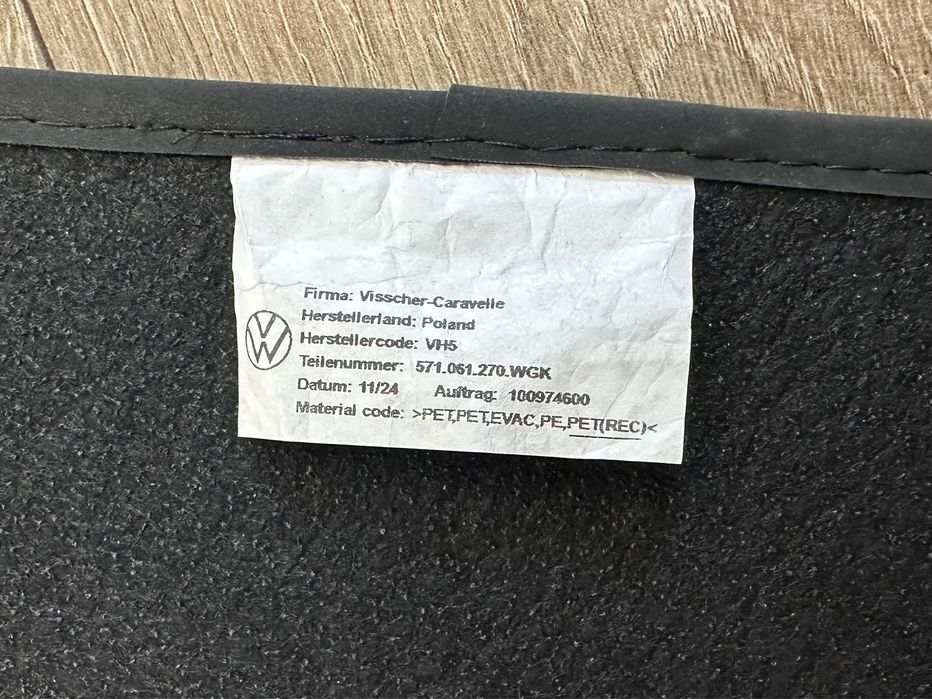 Firma: Visscher-Caravelle
Herstellerland: Poland
Herstellercode: VH5
Teilenummer: 571.061.270.WGK
Datum: 11/24 Auftrag: 100974600
Material code: >PET,PET,EVAC,PE,PET(REC)<